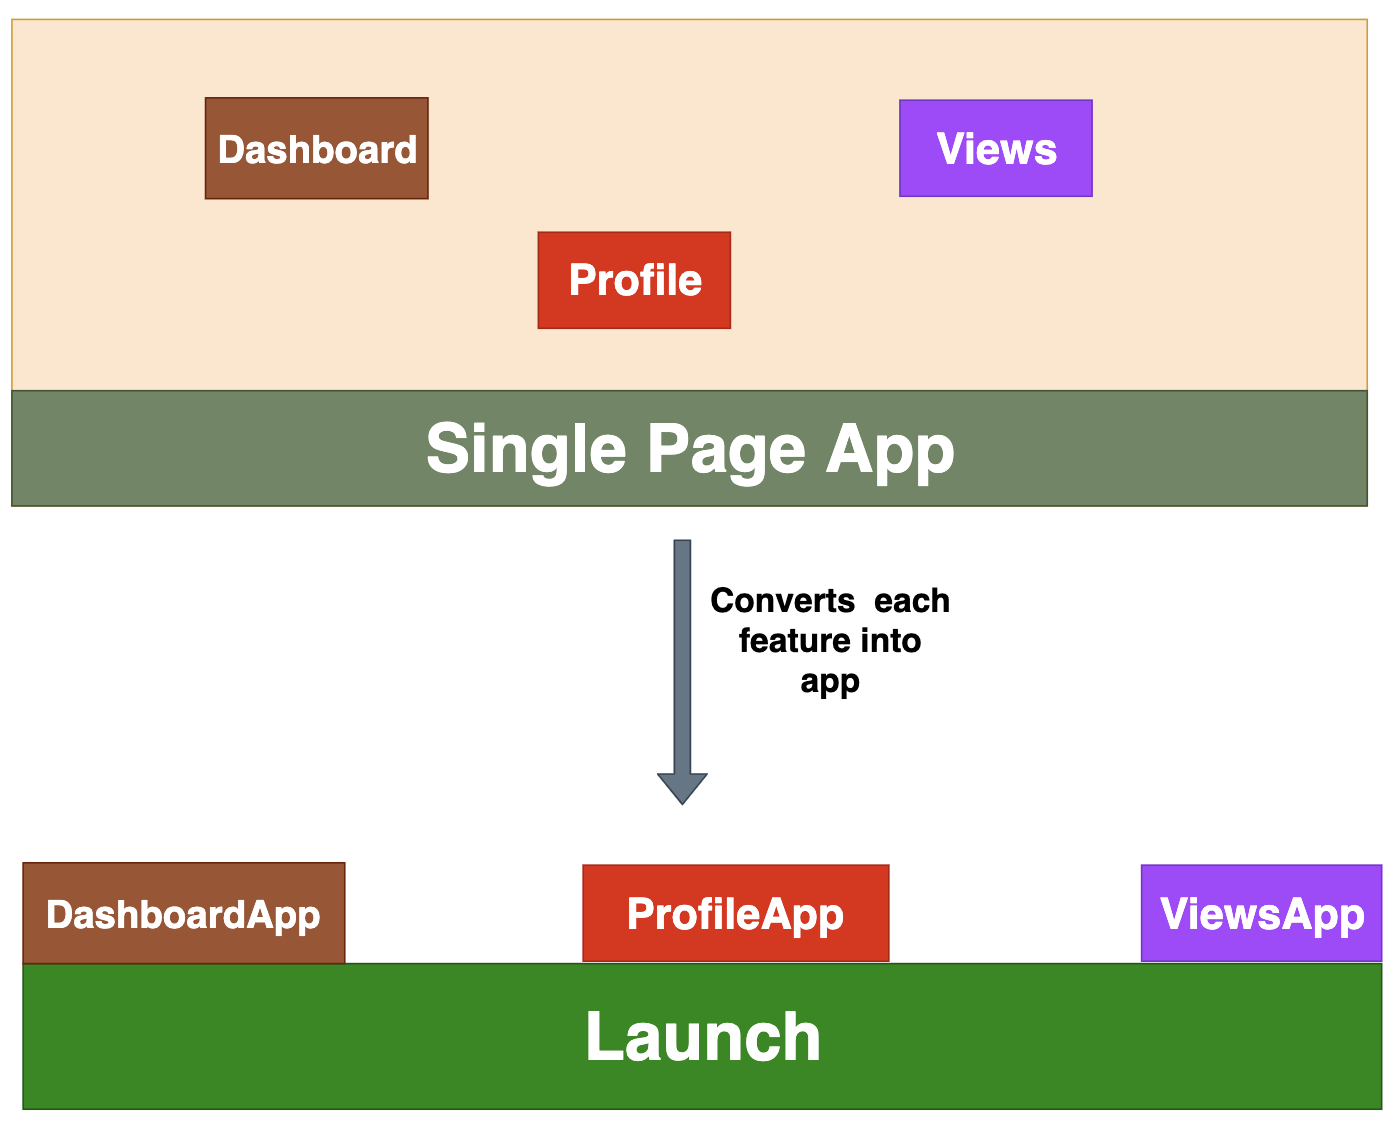 Dashboard
Views
Profile
Single Page App
Converts  each
feature into
app
DashboardApp
ProfileApp
ViewsApp
Launch